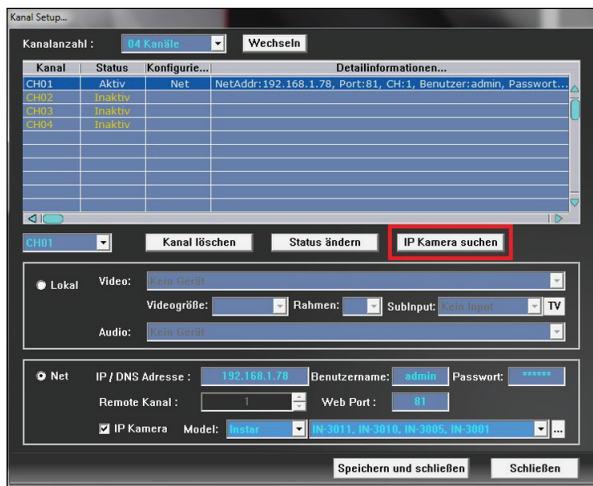 Kanal Setup...
Kanalanzahl : 04 Kanäle Wechseln
Kanal Status Konfigurie... Detailinformationen...
CH01 Aktiv Net NetAddr:192.168.1.78, Port:81, CH:1, Benutzer:admin, Passwort...
CH02 Inaktiv
CH03 Inaktiv
CH04 Inaktiv
CH01 Kanal löschen Status ändern IP Kamera suchen
Lokal Video: Kein Gerät
Videogröße: Rahmen: SubInput: Kein Input TV
Audio: Kein Gerät
Net IP / DNS Adresse : 192.168.1.78 Benutzername: admin Passwort: ******
Remote Kanal : 1 Web Port : 81
IP Kamera Model: Instar IN-3011, IN-3010, IN-3005, IN-3001 ...
Speichern und schließen Schließen